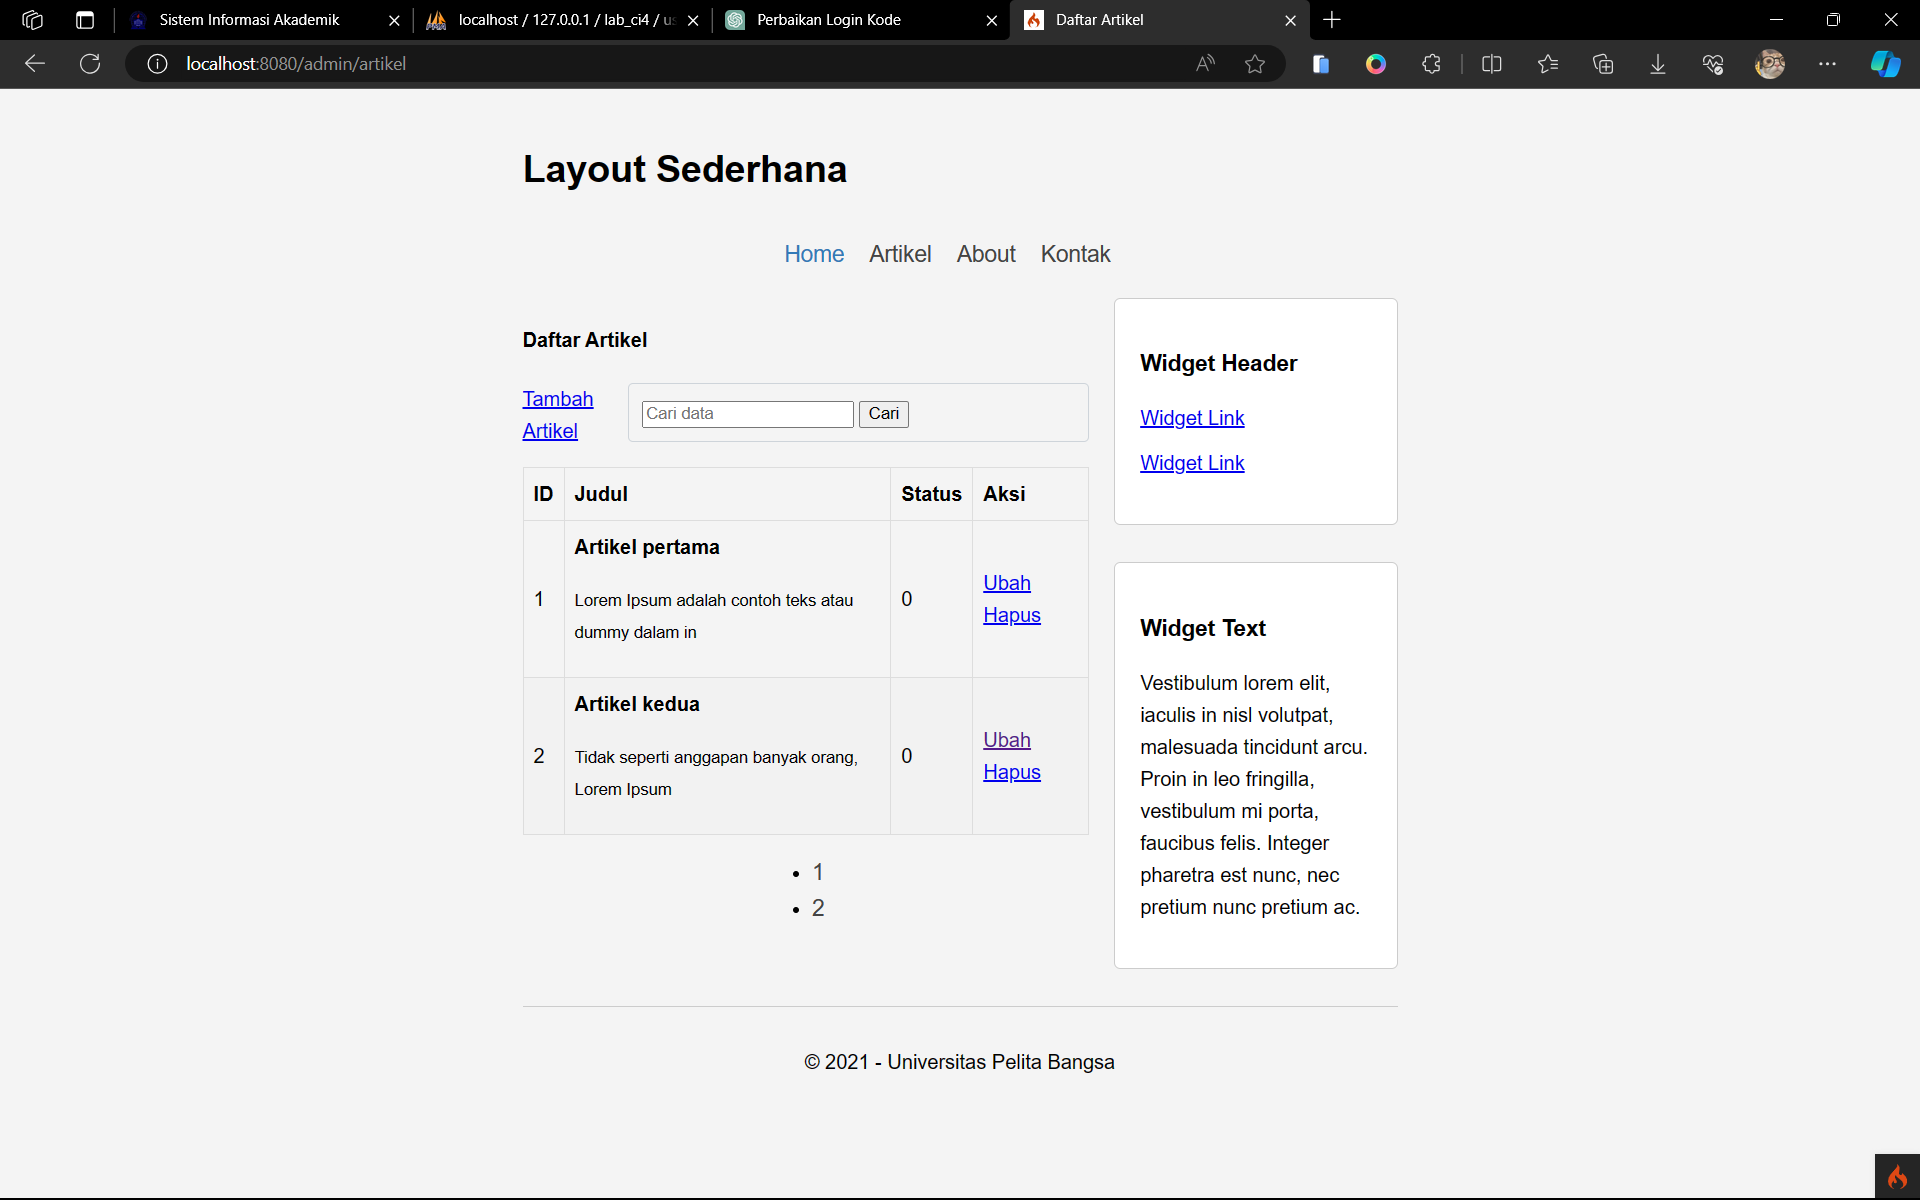 Sistem Informasi Akademik
localhost / 127.0.0.1 / lab_ci4 / us
Perbaikan Login Kode
Daftar Artikel
localhost:8080/admin/artikel
Layout Sederhana
Home Artikel About Kontak
Daftar Artikel
Tambah
Artikel
Cari data Cari
ID Judul Status Aksi
1
Artikel pertama
Lorem Ipsum adalah contoh teks atau
dummy dalam in
0
Ubah
Hapus
2
Artikel kedua
Tidak seperti anggapan banyak orang,
Lorem Ipsum
0
Ubah
Hapus
• 1
• 2
Widget Header
Widget Link
Widget Link
Widget Text
Vestibulum lorem elit,
iaculis in nisl volutpat,
malesuada tincidunt arcu.
Proin in leo fringilla,
vestibulum mi porta,
faucibus felis. Integer
pharetra est nunc, nec
pretium nunc pretium ac.
© 2021 - Universitas Pelita Bangsa